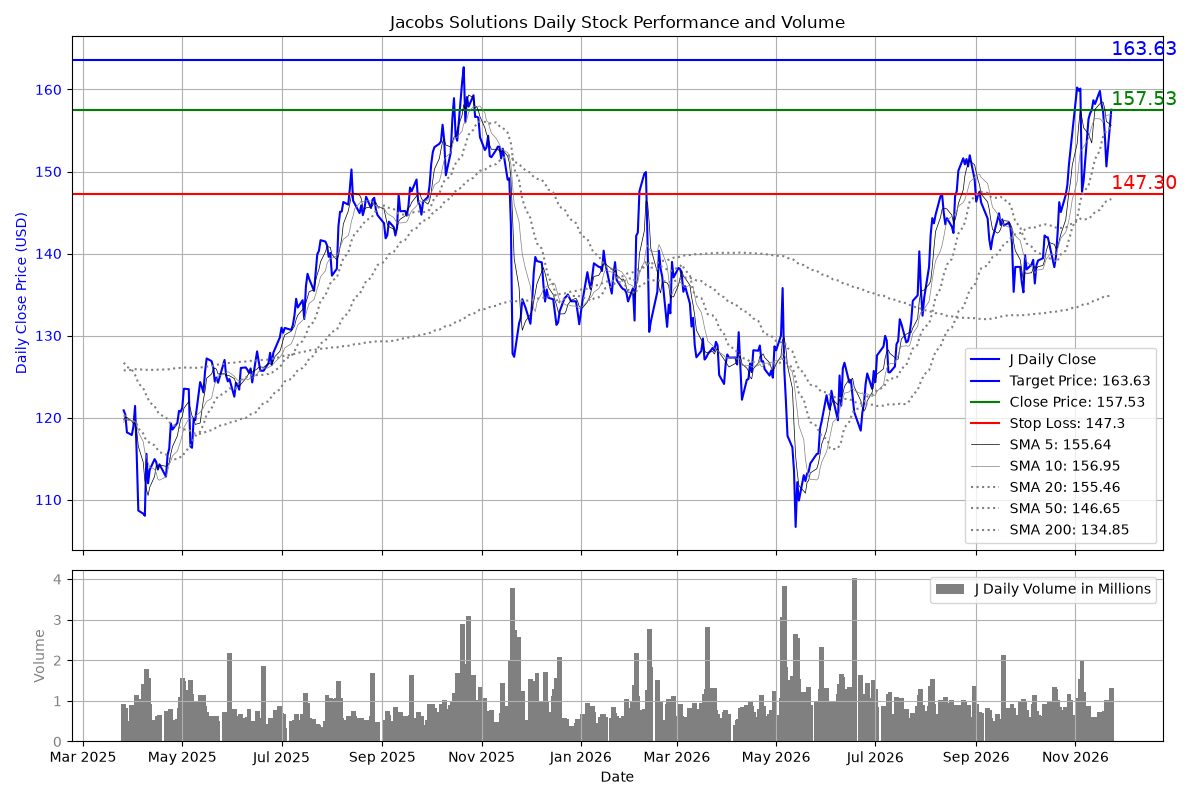 Jacobs Solutions Daily Stock Performance and Volume
163.63
157.53
147.30
160
150
140
130
120
110
Daily Close Price (USD)
J Daily Close
Target Price: 163.63
Close Price: 157.53
Stop Loss: 147.3
SMA 5: 155.64
SMA 10: 156.95
SMA 20: 155.46
SMA 50: 146.65
SMA 200: 134.85
4
3
2
1
0
Volume
J Daily Volume in Millions
Mar 2025
May 2025
Jul 2025
Sep 2025
Nov 2025
Jan 2026
Mar 2026
May 2026
Jul 2026
Sep 2026
Nov 2026
Date